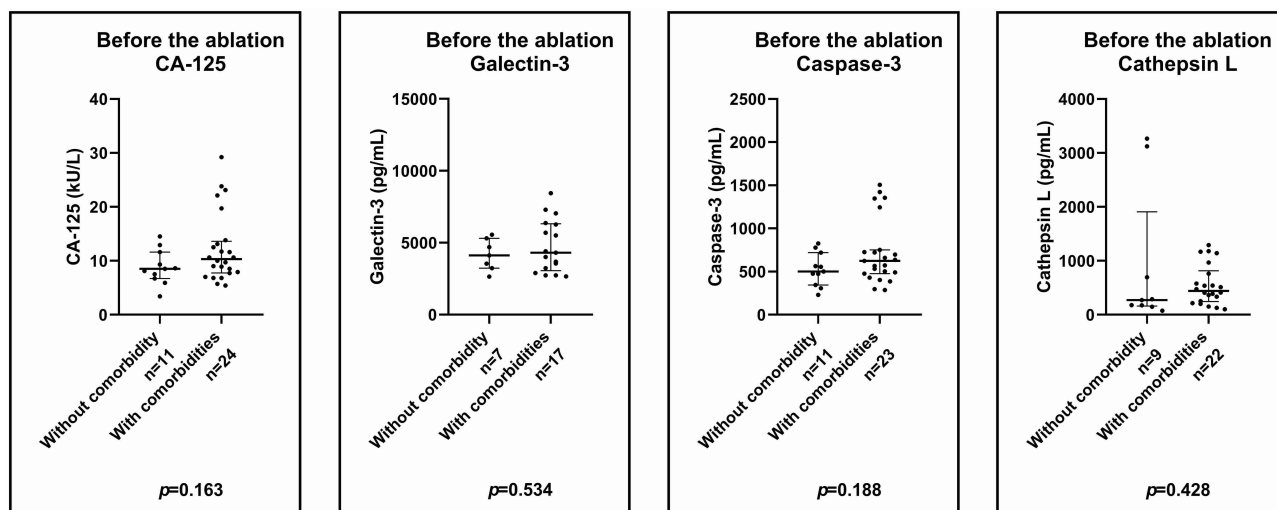 Before the ablation
CA-125
CA-125 (kU/L)
40
30
20
10
0
Without comorbidity
n=11
With comorbidities
n=24
p=0.163
Before the ablation
Galectin-3
Galectin-3 (pg/mL)
15000
10000
5000
0
Without comorbidity
n=7
With comorbidities
n=17
p=0.534
Before the ablation
Caspase-3
Caspase-3 (pg/mL)
2500
2000
1500
1000
500
0
Without comorbidity
n=11
With comorbidities
n=23
p=0.188
Before the ablation
Cathepsin L
Cathepsin L (pg/mL)
4000
3000
2000
1000
0
Without comorbidity
n=9
With comorbidities
n=22
p=0.428